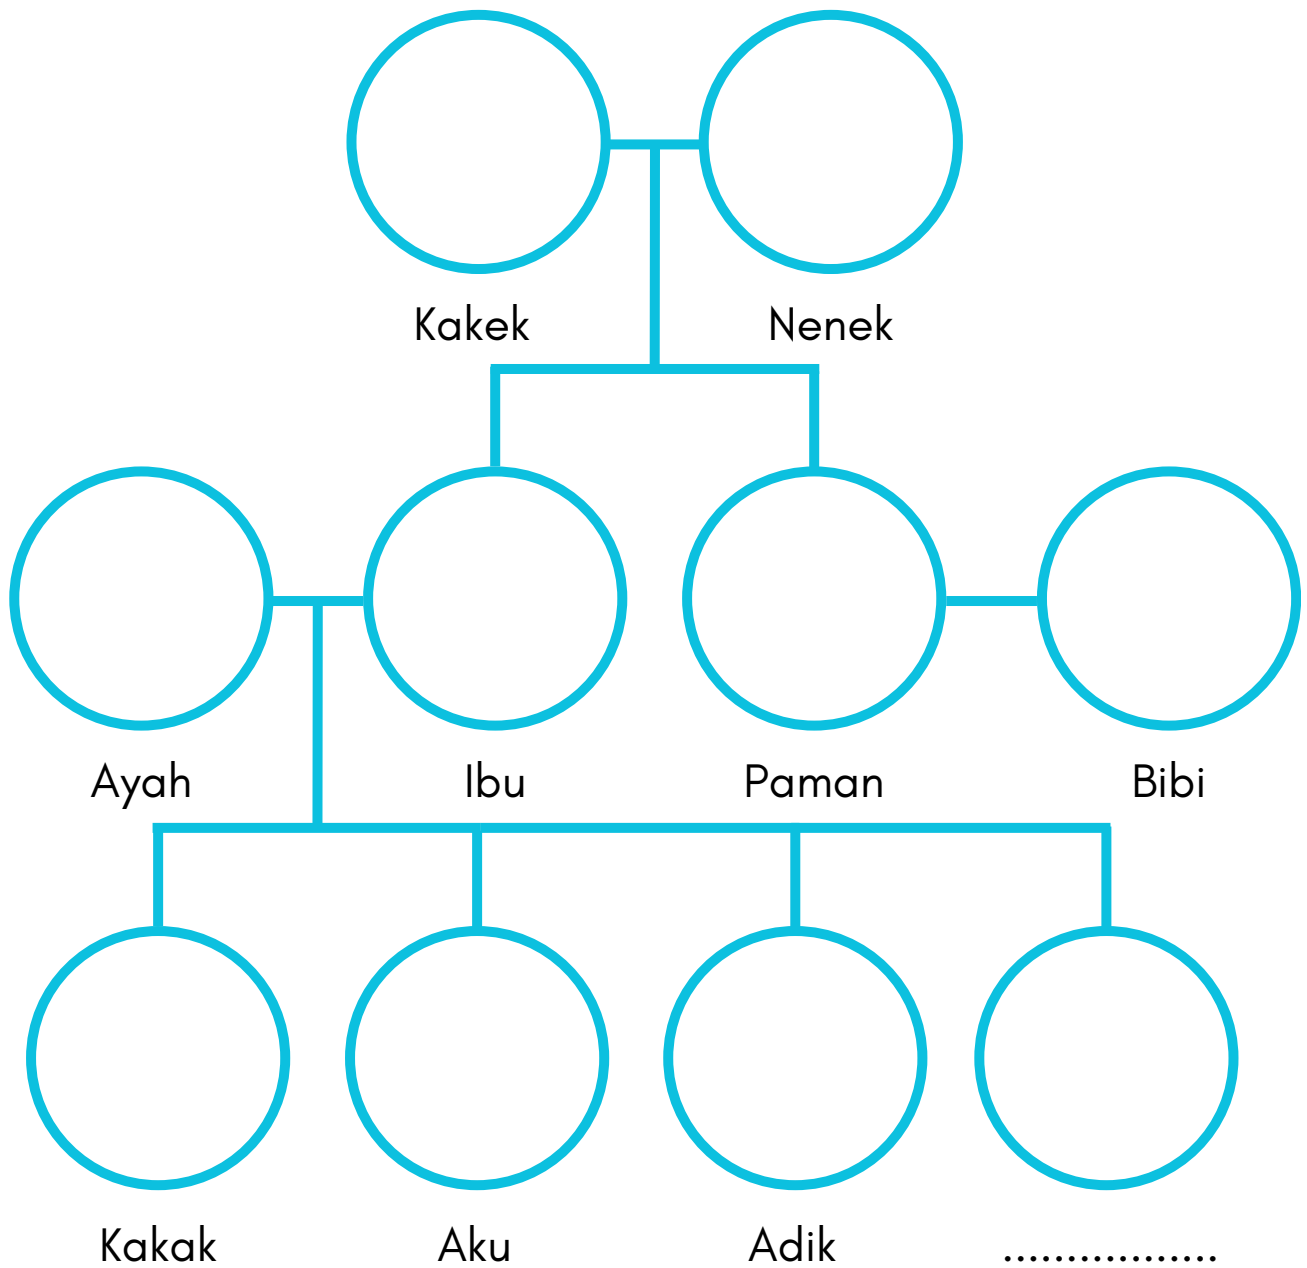 Kakek
Nenek
Ayah
Ibu
Paman
Bibi
Kakak
Aku
Adik
.................